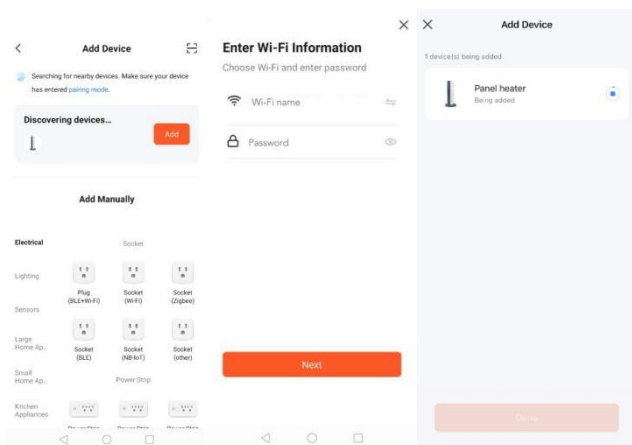 Add Device
Searching for nearby devices. Make sure your device
has entered pairing mode.
Discovering devices...
Add
Add Manually
Electrical
Socket
Lighting
Plug
(BLE+Wi-Fi)
Socket
(Wi-Fi)
Socket
(Zigbee)
Sensors
Large
Home Ap..
Socket
(BLE)
Socket
(NB-IoT)
Socket
(other)
Small
Home Ap..
Power Strip
Kitchen
Appliances
Enter Wi-Fi Information
Choose Wi-Fi and enter password
Wi-Fi name
Password
Next
Add Device
1 device(s) being added
Panel heater
Being added